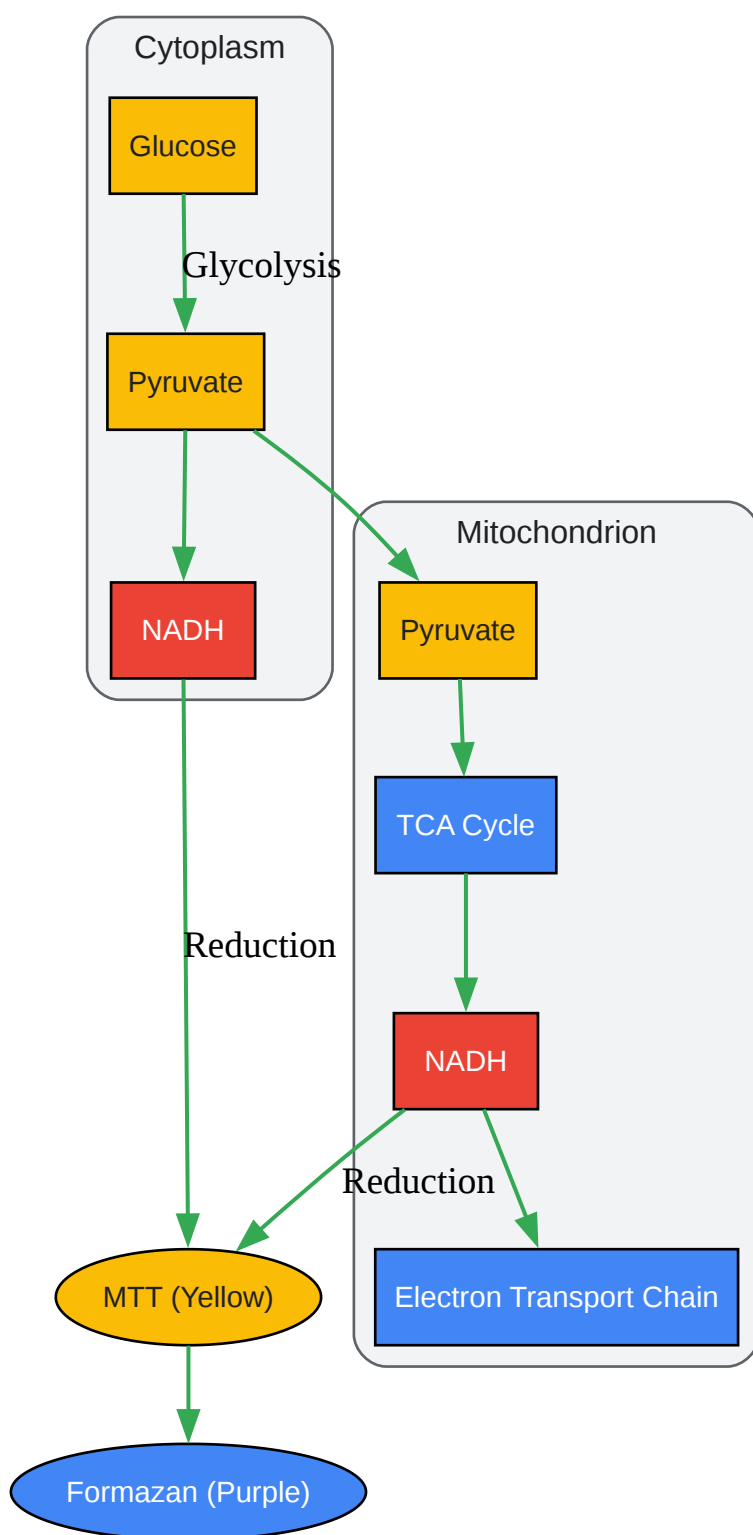 Cytoplasm
Glucose
Glycolysis
Pyruvate
Mitochondrion
NADH
Pyruvate
TCA Cycle
Reduction
NADH
Reduction
MTT (Yellow)
Electron Transport Chain
Formazan (Purple)